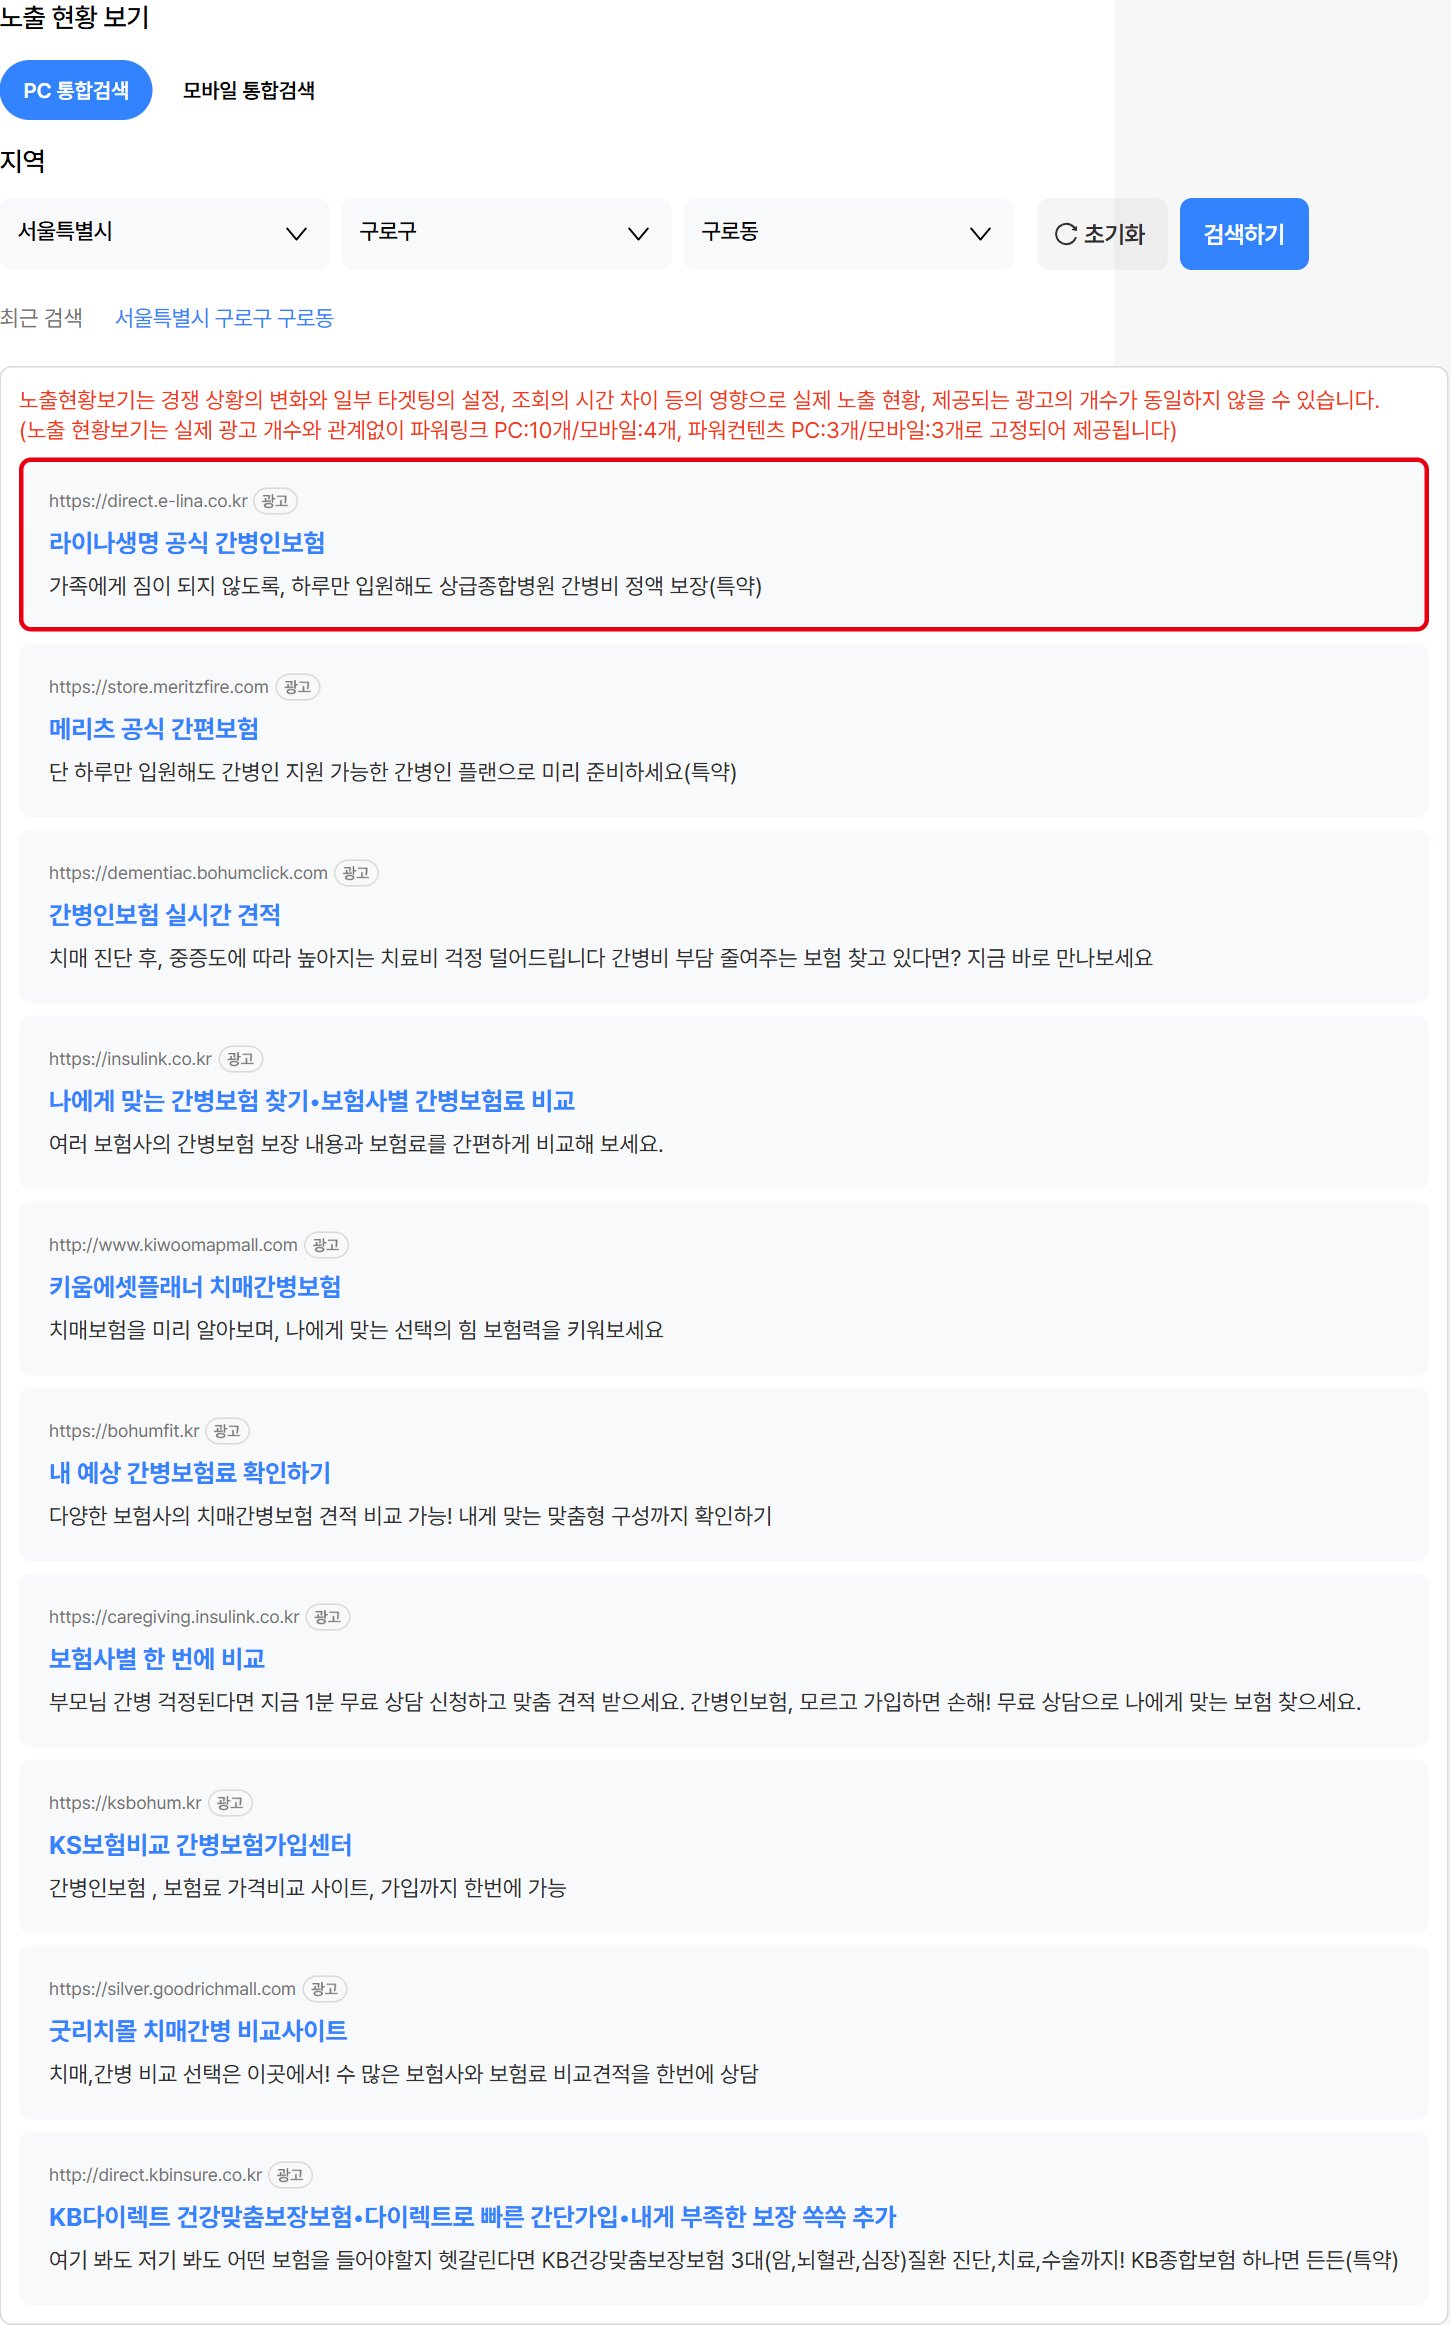 노출 현황 보기
PC 통합검색 모바일 통합검색
지역
서울특별시 구로구 구로동 초기화 검색하기
최근 검색 서울특별시 구로구 구로동
노출현황보기는 경쟁 상황의 변화와 일부 타겟팅의 설정, 조회의 시간 차이 등의 영향으로 실제 노출 현황, 제공되는 광고의 개수가 동일하지 않을 수 있습니다.
(노출 현황보기는 실제 광고 개수와 관계없이 파워링크 PC:10개/모바일:4개, 파워컨텐츠 PC:3개/모바일:3개로 고정되어 제공됩니다)
https://direct.e-lina.co.kr 광고
라이나생명 공식 간병인보험
가족에게 짐이 되지 않도록, 하루만 입원해도 상급종합병원 간병비 정액 보장(특약)
https://store.meritzfire.com 광고
메리츠 공식 간편보험
단 하루만 입원해도 간병인 지원 가능한 간병인 플랜으로 미리 준비하세요(특약)
https://dementiac.bohumclick.com 광고
간병인보험 실시간 견적
치매 진단 후, 중증도에 따라 높아지는 치료비 걱정 덜어드립니다 간병비 부담 줄여주는 보험 찾고 있다면? 지금 바로 만나보세요
https://insulink.co.kr 광고
나에게 맞는 간병보험 찾기•보험사별 간병보험료 비교
여러 보험사의 간병보험 보장 내용과 보험료를 간편하게 비교해 보세요.
http://www.kiwoomapmall.com 광고
키움에셋플래너 치매간병보험
치매보험을 미리 알아보며, 나에게 맞는 선택의 힘 보험력을 키워보세요
https://bohumfit.kr 광고
내 예상 간병보험료 확인하기
다양한 보험사의 치매간병보험 견적 비교 가능! 내게 맞는 맞춤형 구성까지 확인하기
https://caregiving.insulink.co.kr 광고
보험사별 한 번에 비교
부모님 간병 걱정된다면 지금 1분 무료 상담 신청하고 맞춤 견적 받으세요. 간병인보험, 모르고 가입하면 손해! 무료 상담으로 나에게 맞는 보험 찾으세요.
https://ksbohum.kr 광고
KS보험비교 간병보험가입센터
간병인보험 , 보험료 가격비교 사이트, 가입까지 한번에 가능
https://silver.goodrichmall.com 광고
굿리치몰 치매간병 비교사이트
치매,간병 비교 선택은 이곳에서! 수 많은 보험사와 보험료 비교견적을 한번에 상담
http://direct.kbinsure.co.kr 광고
KB다이렉트 건강맞춤보장보험•다이렉트로 빠른 간단가입•내게 부족한 보장 쏙쏙 추가
여기 봐도 저기 봐도 어떤 보험을 들어야할지 헷갈린다면 KB건강맞춤보장보험 3대(암,뇌혈관,심장)질환 진단,치료,수술까지! KB종합보험 하나면 든든(특약)